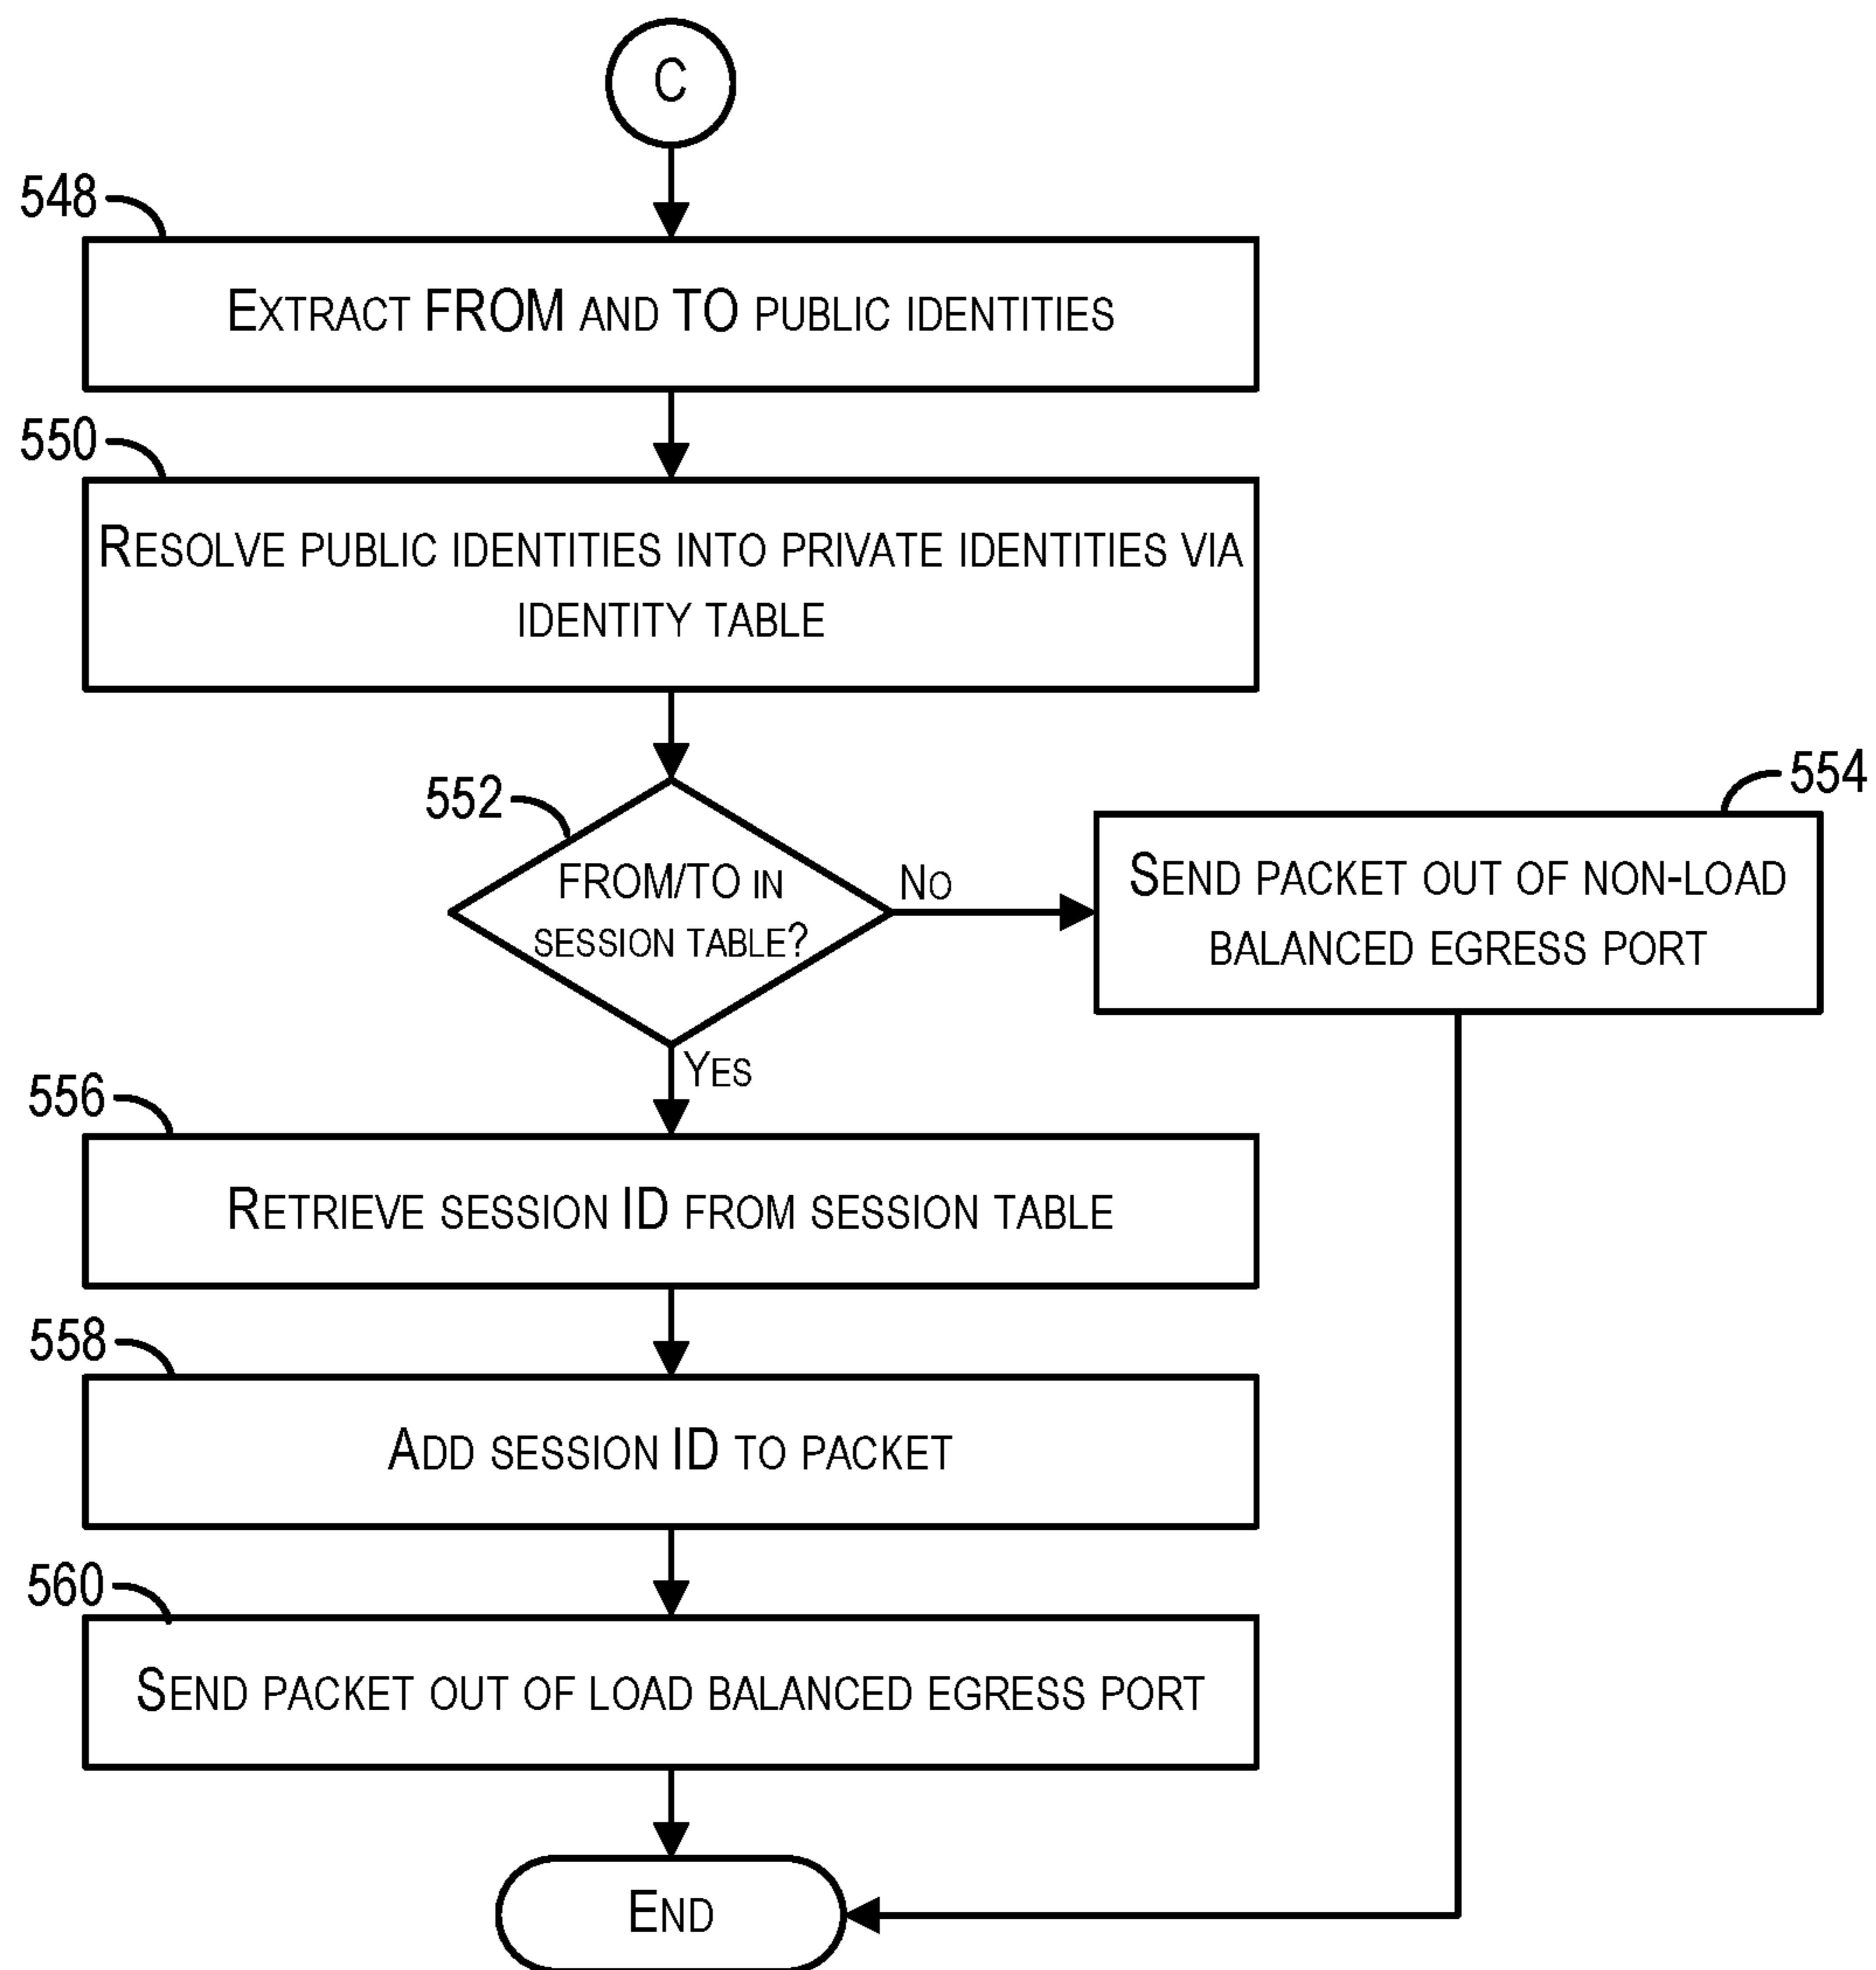 C
548
EXTRACT FROM AND TO PUBLIC IDENTITIES
550
RESOLVE PUBLIC IDENTITIES INTO PRIVATE IDENTITIES VIA
IDENTITY TABLE
552
FROM/TO IN
SESSION TABLE?
NO
554
SEND PACKET OUT OF NON-LOAD
BALANCED EGRESS PORT
YES
556
RETRIEVE SESSION ID FROM SESSION TABLE
558
ADD SESSION ID TO PACKET
560
SEND PACKET OUT OF LOAD BALANCED EGRESS PORT
END